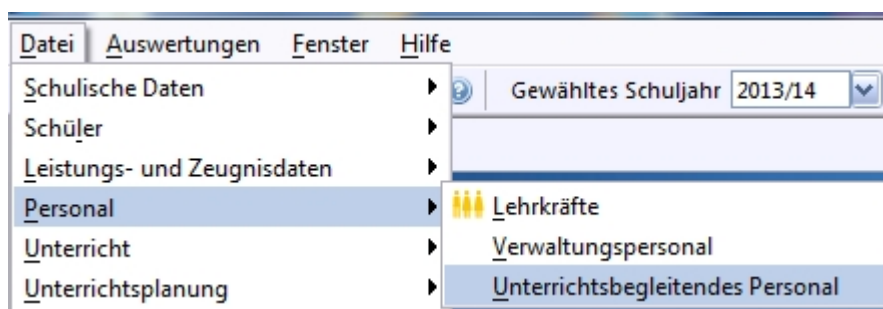 Datei Auswertungen Fenster Hilfe
Schulische Daten
Gewähltes Schuljahr 2013/14
Schüler
Leistungs- und Zeugnisdaten
Personal
Lehrkräfte
Unterricht
Verwaltungspersonal
Unterrichtsplanung
Unterrichtsbegleitendes Personal